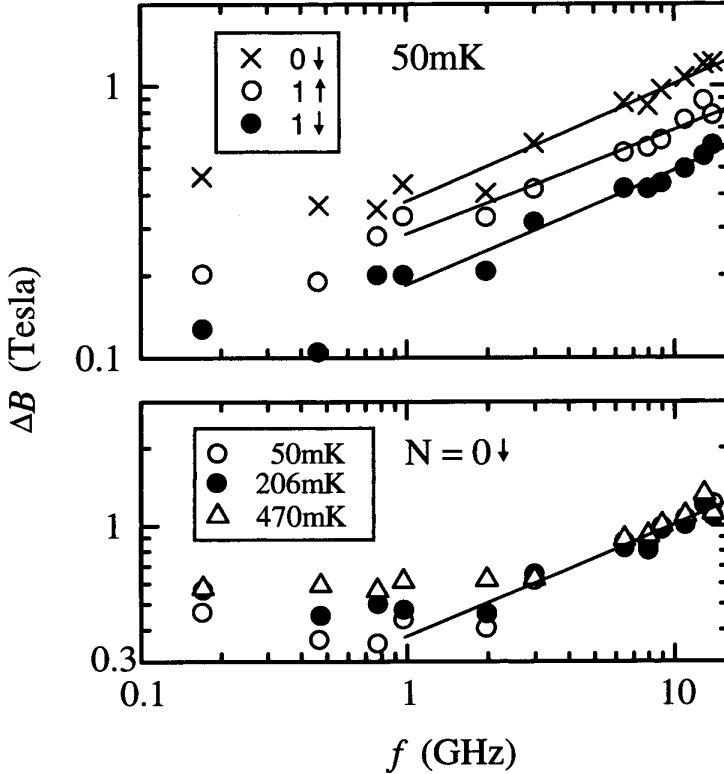 × 0↓
○ 1↑
● 1↓
50mK
1
0.1
ΔB (Tesla)
○ 50mK
● 206mK
△ 470mK
N = 0↓
1
0.3
0.1 1 10
f (GHz)